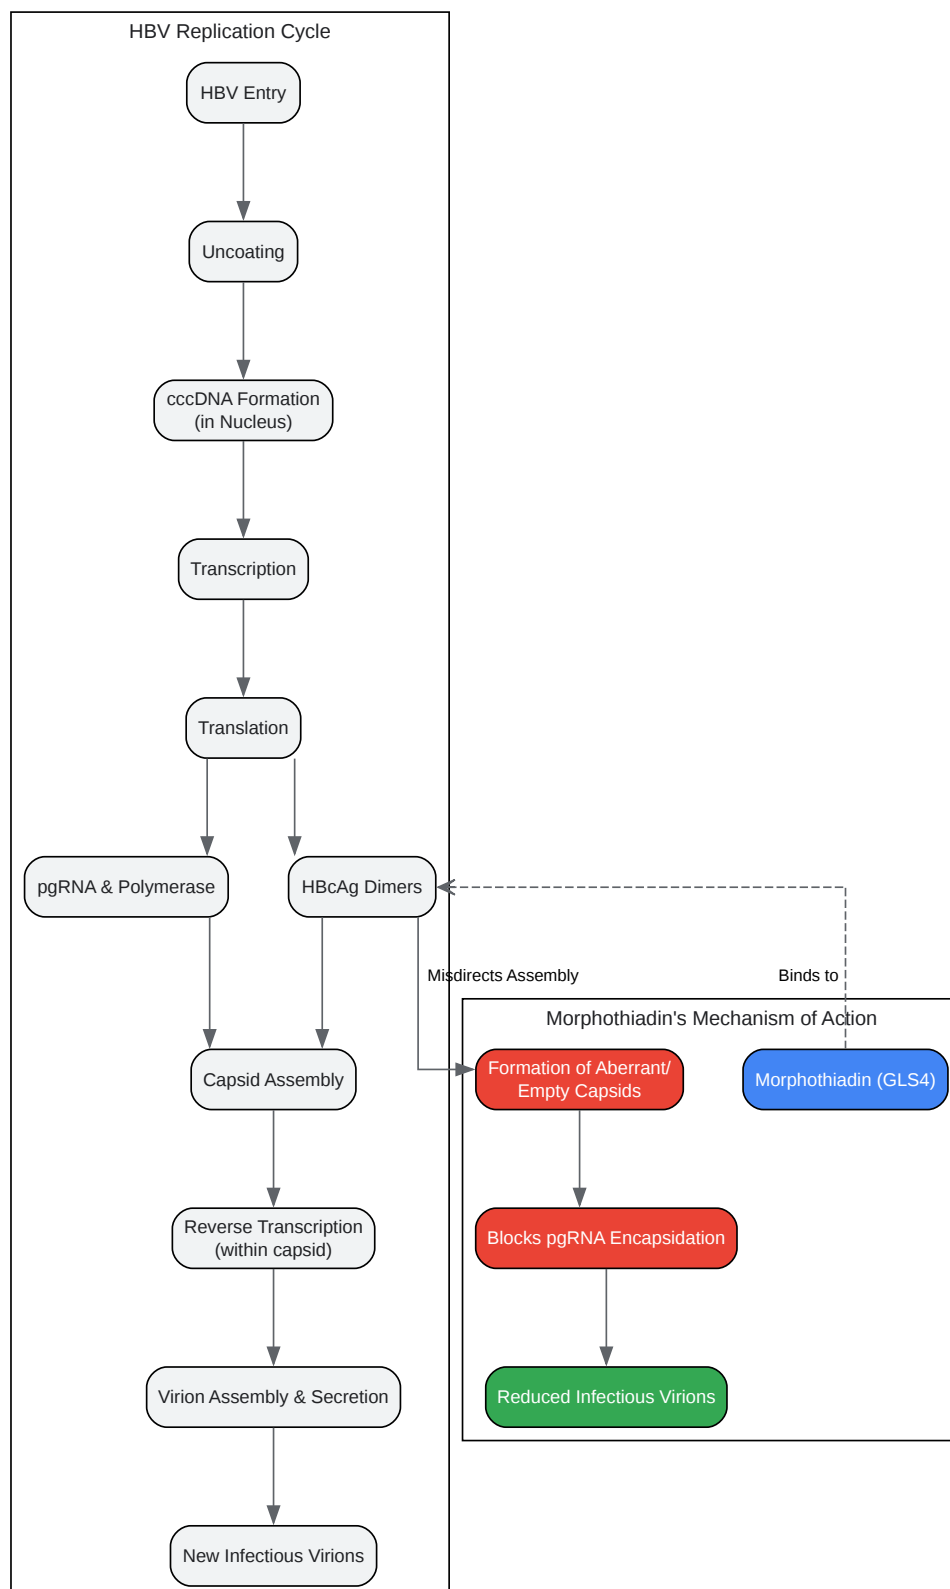 HBV Replication Cycle
HBV Entry
Uncoating
cccDNA Formation
(in Nucleus)
Transcription
Translation
pgRNA & Polymerase
HBcAg Dimers
Misdirects Assembly
Binds to
Morphothiadin's Mechanism of Action
Capsid Assembly
Formation of Aberrant/
Empty Capsids
Morphothiadin (GLS4)
Reverse Transcription
(within capsid)
Blocks pgRNA Encapsidation
Virion Assembly & Secretion
Reduced Infectious Virions
New Infectious Virions